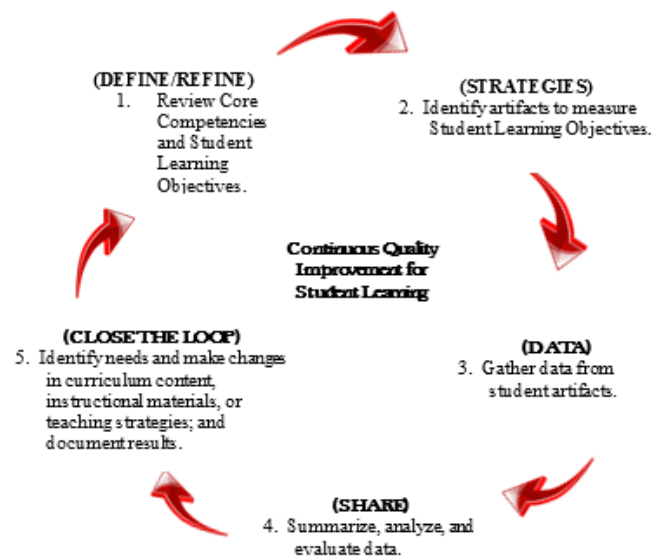 (DEFINE/REFINE)
1. Review Core
Competencies
and Student
Learning
Objectives.
(STRATEGIES)
2. Identify artifacts to measure
Student Learning Objectives.
Continuous Quality
Improvement for
Student Learning
(DATA)
3. Gather data from
student artifacts.
(SHARE)
4. Summarize, analyze, and
evaluate data.
(CLOSE THE LOOP)
5. Identify needs and make changes
in curriculum content,
instructional materials, or
teaching strategies; and
document results.